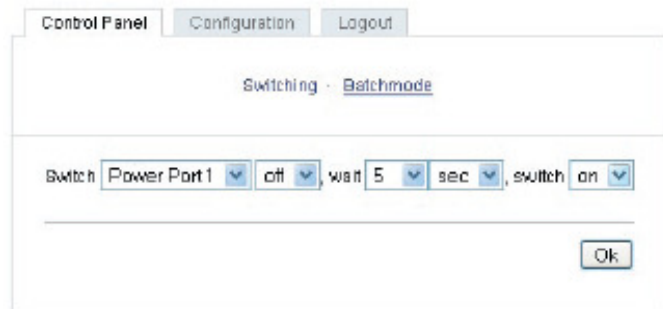 Control Panel Configuration Logout
Switching · Batchmode
Switch Power Port 1 off , wait 5 sec , switch on
Ok